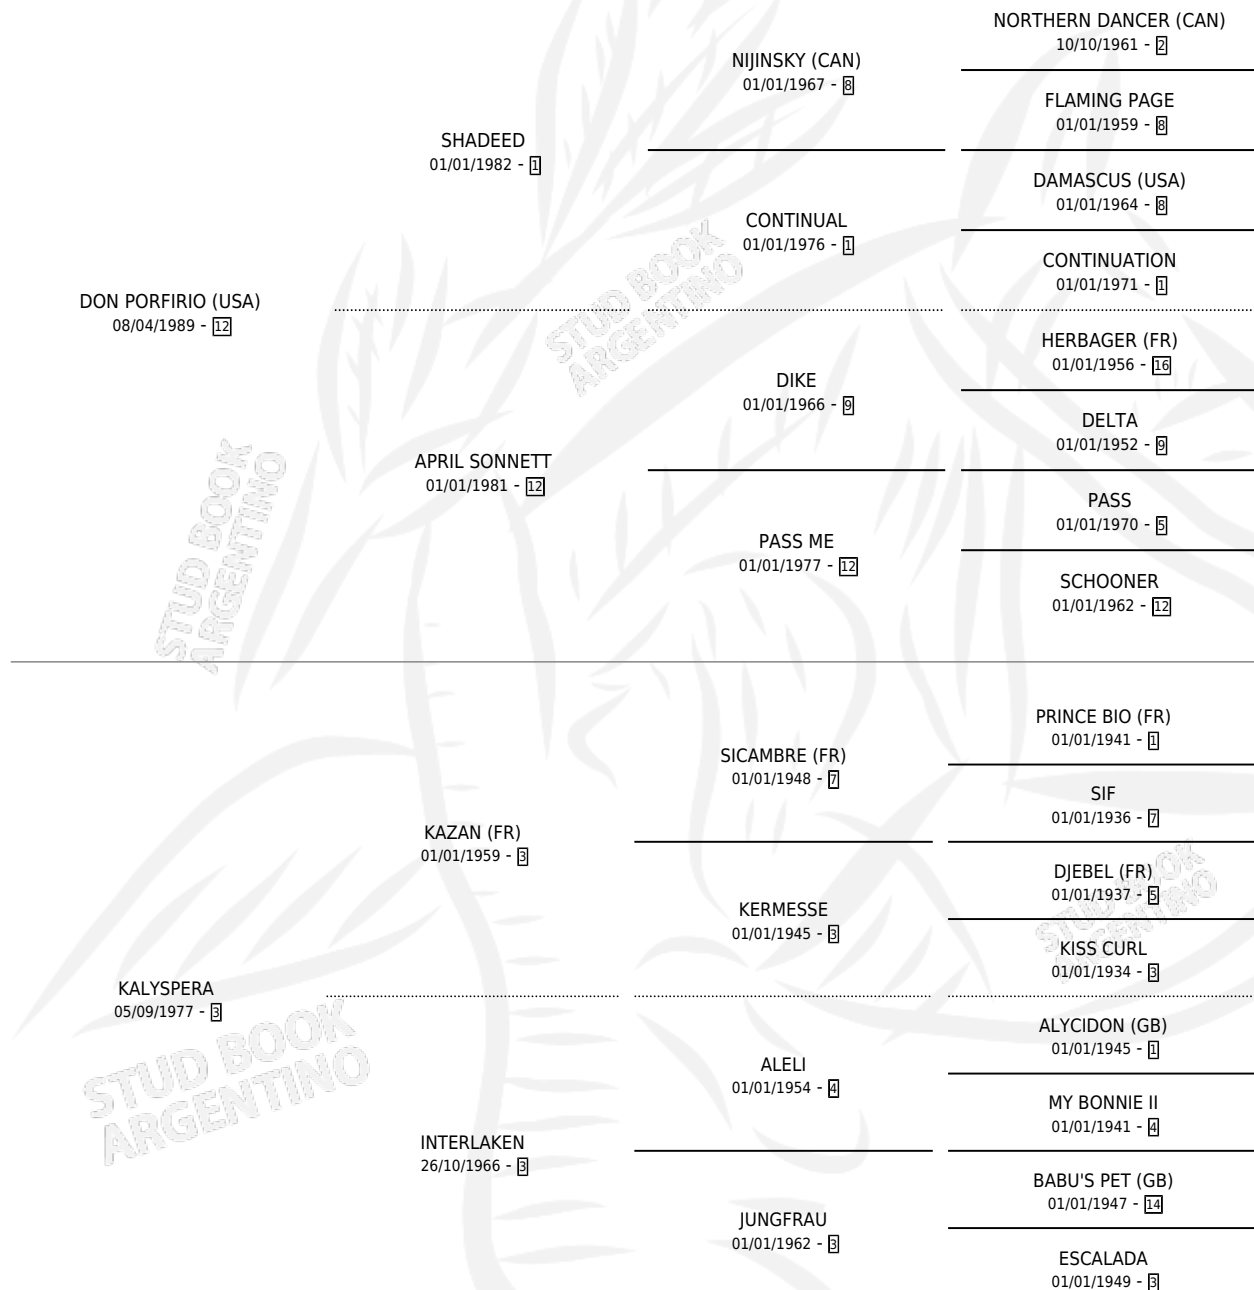 NORTHERN DANCER (CAN)
10/10/1961 - 2
NIJINSKY (CAN)
01/01/1967 - 8
FLAMING PAGE
01/01/1959 - 8
SHADEED
01/01/1982 - 1
DAMASCUS (USA)
01/01/1964 - 8
CONTINUAL
01/01/1976 - 1
CONTINUATION
01/01/1971 - 1
DON PORFIRIO (USA)
08/04/1989 - 12
HERBAGER (FR)
01/01/1956 - 16
DIKE
01/01/1966 - 9
DELTA
01/01/1952 - 9
APRIL SONNETT
01/01/1981 - 12
PASS
01/01/1970 - 5
PASS ME
01/01/1977 - 12
SCHOONER
01/01/1962 - 12
STUD BOOK
ARGENTINO
STUD BOOK
ARGENTINO
PRINCE BIO (FR)
01/01/1941 - 1
SICAMBRE (FR)
01/01/1948 - 7
SIF
01/01/1936 - 7
KAZAN (FR)
01/01/1959 - 3
DJEBEL (FR)
01/01/1937 - 5
KERMESSE
01/01/1945 - 3
KISS CURL
01/01/1934 - 3
STUD BOOK
ARGENTINO
KALYSPERA
05/09/1977 - 3
ALYCIDON (GB)
01/01/1945 - 1
ALELI
01/01/1954 - 4
MY BONNIE II
01/01/1941 - 4
INTERLAKEN
26/10/1966 - 3
BABU'S PET (GB)
01/01/1947 - 14
JUNGFRAU
01/01/1962 - 3
ESCALADA
01/01/1949 - 3
STUD BOOK
ARGENTINO